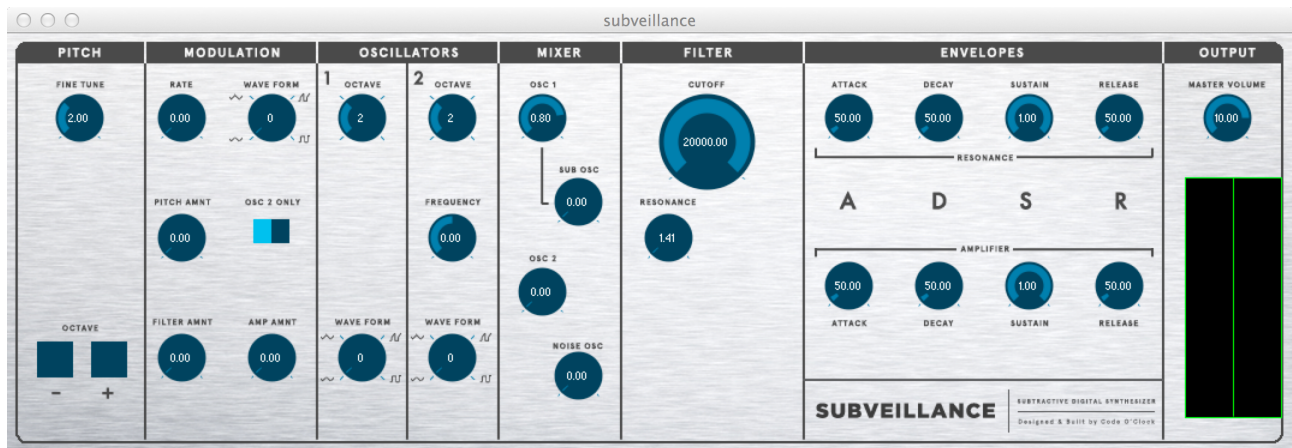 subveillance
PITCH
FINE TUNE
2.00
OCTAVE
- +
MODULATION
RATE WAVE FORM
0.00 0
PITCH AMNT OSC 2 ONLY
0.00
FILTER AMNT AMP AMNT
0.00 0.00
OSCILLATORS
1 OCTAVE
2
WAVE FORM
0
2 OCTAVE
2
FREQUENCY
0.00
WAVE FORM
0
MIXER
OSC 1
0.80
SUB OSC
0.00
OSC 2
0.00
NOISE OSC
0.00
FILTER
CUTOFF
20000.00
RESONANCE
1.41
ENVELOPES
ATTACK DECAY SUSTAIN RELEASE
50.00 50.00 1.00 50.00
RESONANCE
A D S R
AMPLIFIER
50.00 50.00 1.00 50.00
ATTACK DECAY SUSTAIN RELEASE
SUBVEILLANCE
SUBTRACTIVE DIGITAL SYNTHESIZER
Designed & Built by Code O'Clock
OUTPUT
MASTER VOLUME
10.00